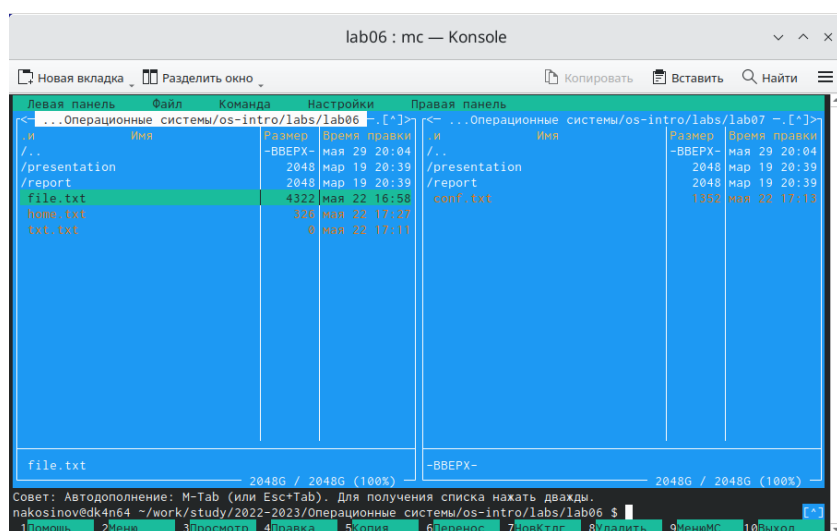 lab06 : mc — Konsole
Новая вкладка Разделить окно Копировать Вставить Найти
Левая панель Файл Команда Настройки Правая панель
<— ...Операционные системы/os-intro/labs/lab06 —.[^]>
.и Имя Размер Время правки
/.. -ВВЕРХ- мая 29 20:04
/presentation 2048 мар 19 20:39
/report 2048 мар 19 20:39
file.txt 4322 мая 22 16:58
home.txt 326 мая 22 17:27
txt.txt 0 мая 22 17:11
file.txt
2048G / 2048G (100%)
<— ...Операционные системы/os-intro/labs/lab07 —.[^]>
.и Имя Размер Время правки
/.. -ВВЕРХ- мая 29 20:04
/presentation 2048 мар 19 20:39
/report 2048 мар 19 20:39
conf.txt 1352 мая 22 17:13
-ВВЕРХ-
2048G / 2048G (100%)
Совет: Автодополнение: M-Tab (или Esc+Tab). Для получения списка нажать дважды.
nakosinov@dk4n64 ~/work/study/2022-2023/Операционные системы/os-intro/labs/lab06 $ [^]
1Помощь 2Меню 3Просмотр 4Правка 5Копия 6Перенос 7НовКтлг 8Удалить 9МенюMC 10Выход